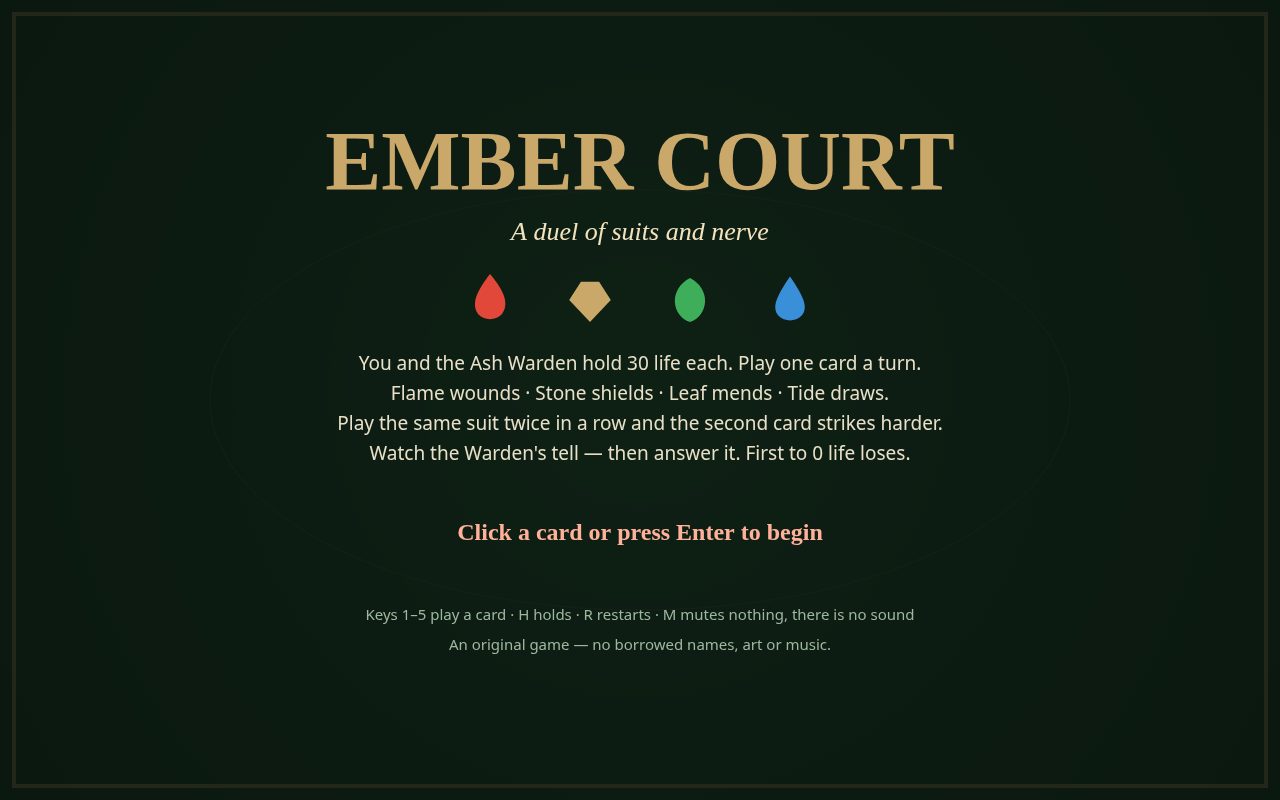 EMBER COURT
A duel of suits and nerve
You and the Ash Warden hold 30 life each. Play one card a turn.
Flame wounds · Stone shields · Leaf mends · Tide draws.
Play the same suit twice in a row and the second card strikes harder.
Watch the Warden's tell — then answer it. First to 0 life loses.
Click a card or press Enter to begin
Keys 1–5 play a card · H holds · R restarts · M mutes nothing, there is no sound
An original game — no borrowed names, art or music.